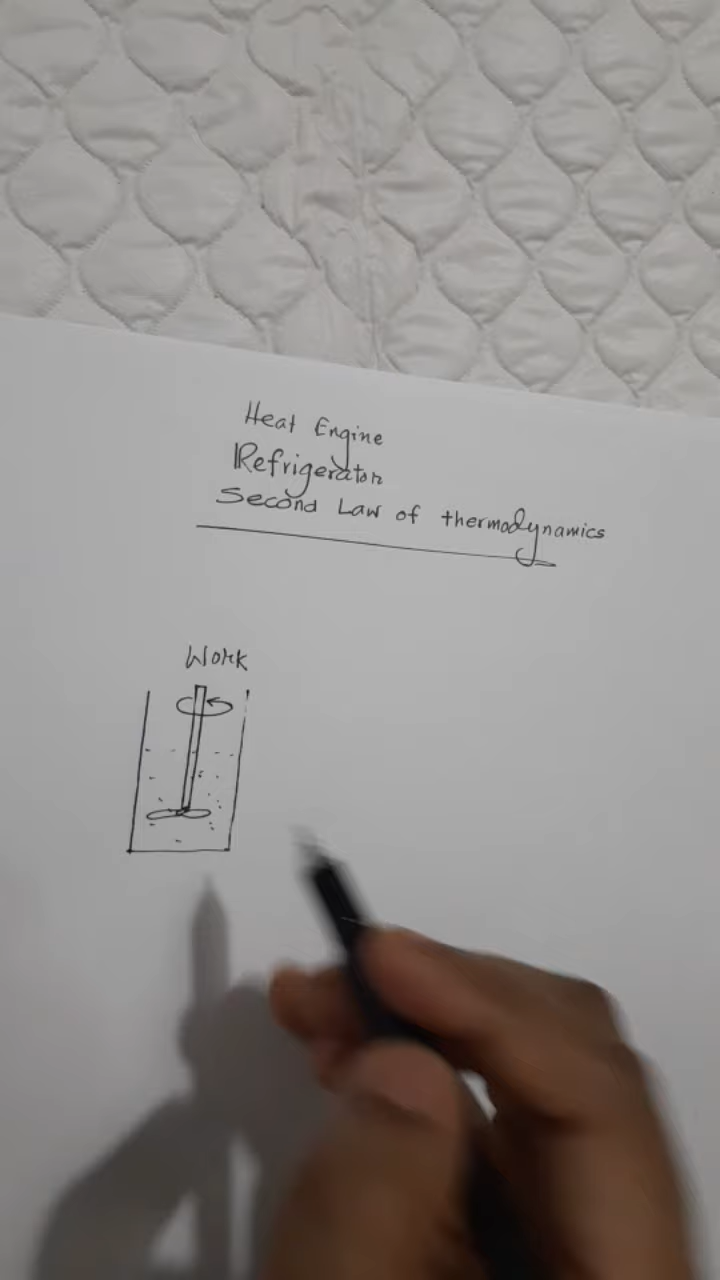 Heat Engine
Refrigerator
Second Law of thermodynamics
Work